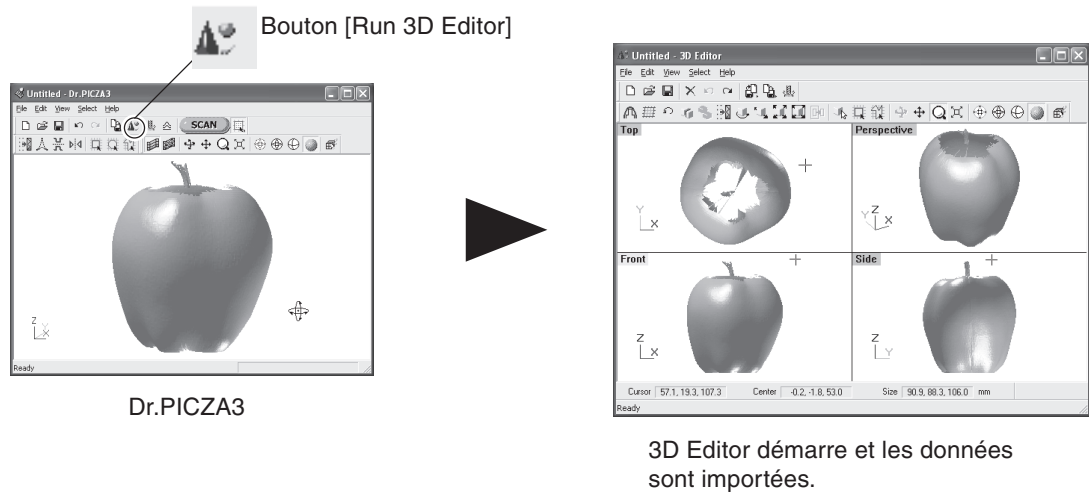 Bouton [Run 3D Editor]
Untitled - Dr.PICZA3
File Edit View Select Help
SCAN
Z
Y
X
Ready
Dr.PICZA3
Untitled - 3D Editor
File Edit View Select Help
Top
Perspective
Y
X
Z
Y
X
Front
Side
Z
X
Z
Y
Cursor 57.1, 19.3, 107.3 Center -0.2, -1.8, 53.0 Size 90.9, 88.3, 106.0 mm
Ready
3D Editor démarre et les données
sont importées.